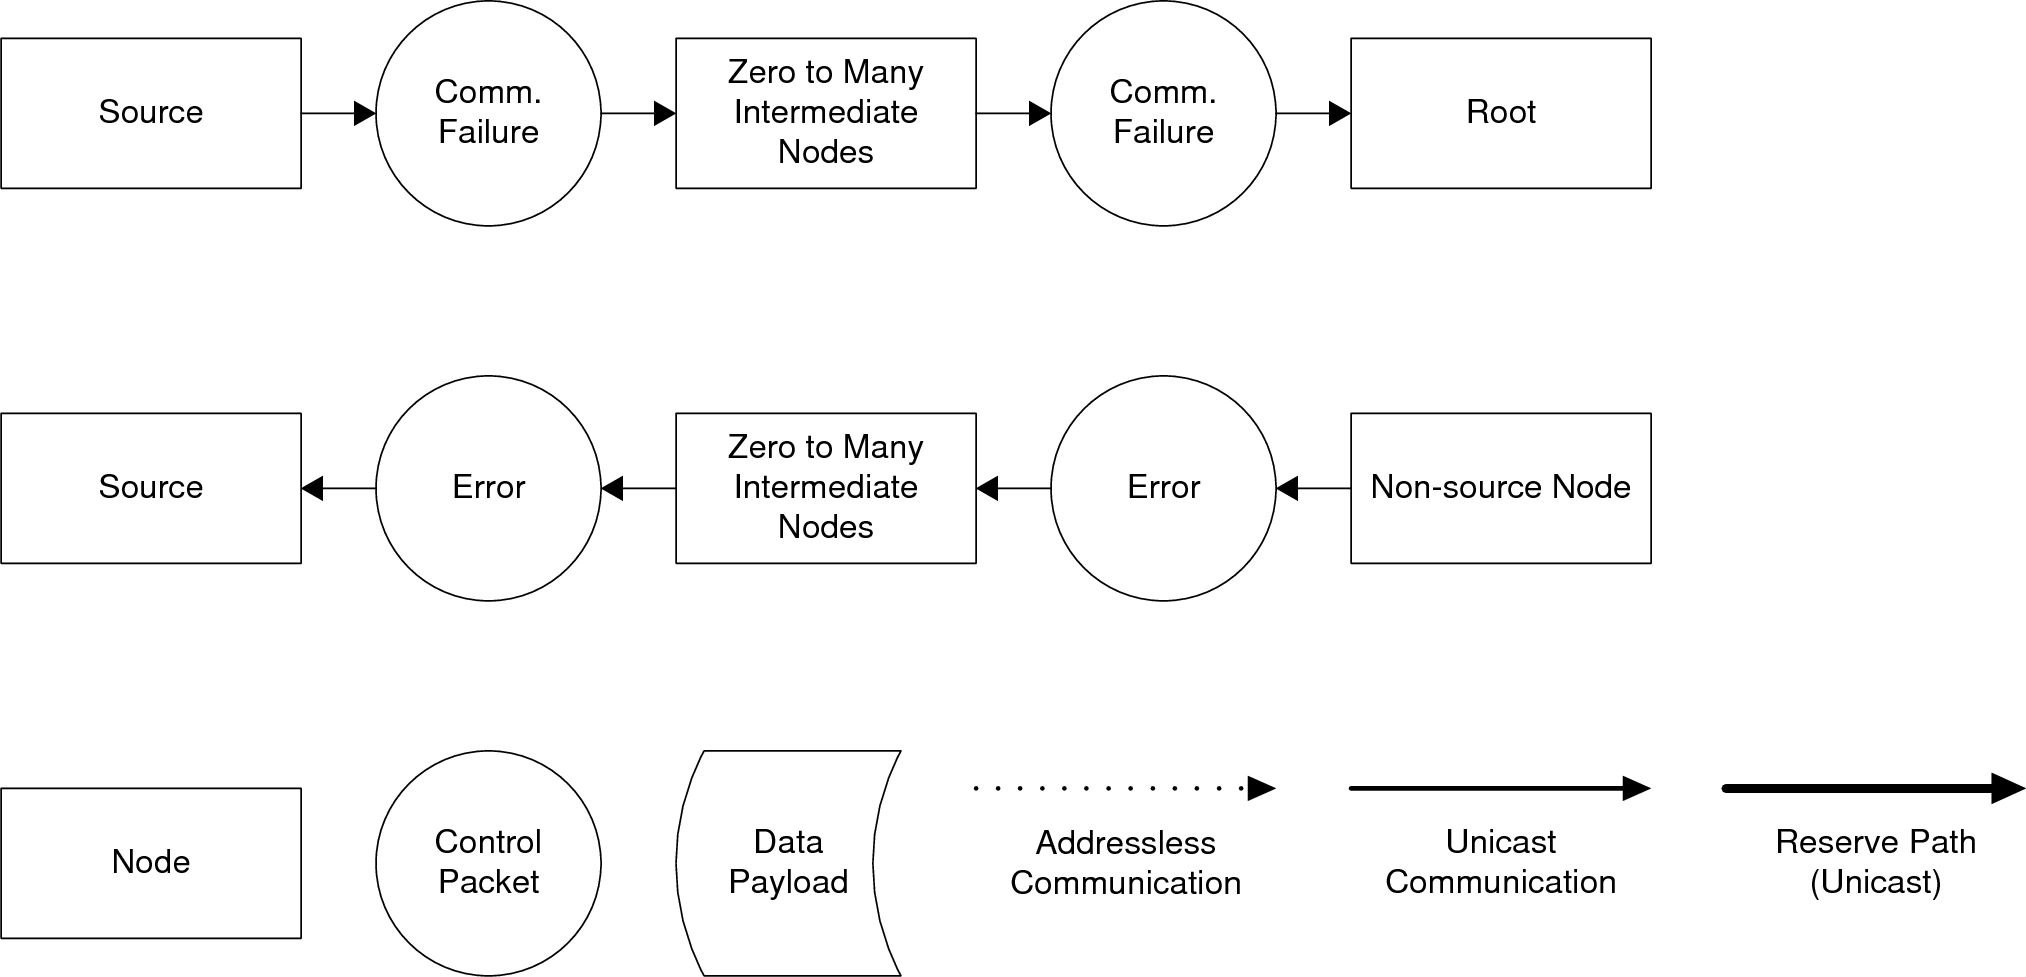 Source
Comm.
Failure
Zero to Many
Intermediate
Nodes
Comm.
Failure
Root
Source
Error
Zero to Many
Intermediate
Nodes
Error
Non-source Node
Node
Control
Packet
Data
Payload
Addressless
Communication
Unicast
Communication
Reserve Path
(Unicast)